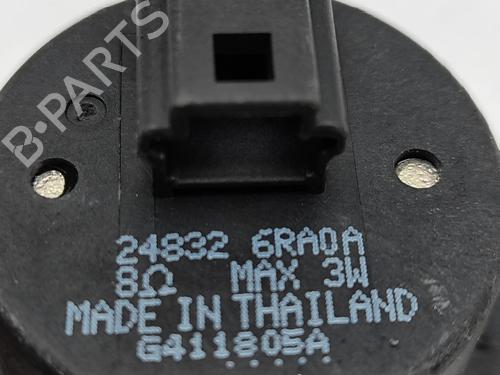 B-PARTS
24832 6RA0A
8Ω MAX 3W
MADE IN THAILAND
G411805A